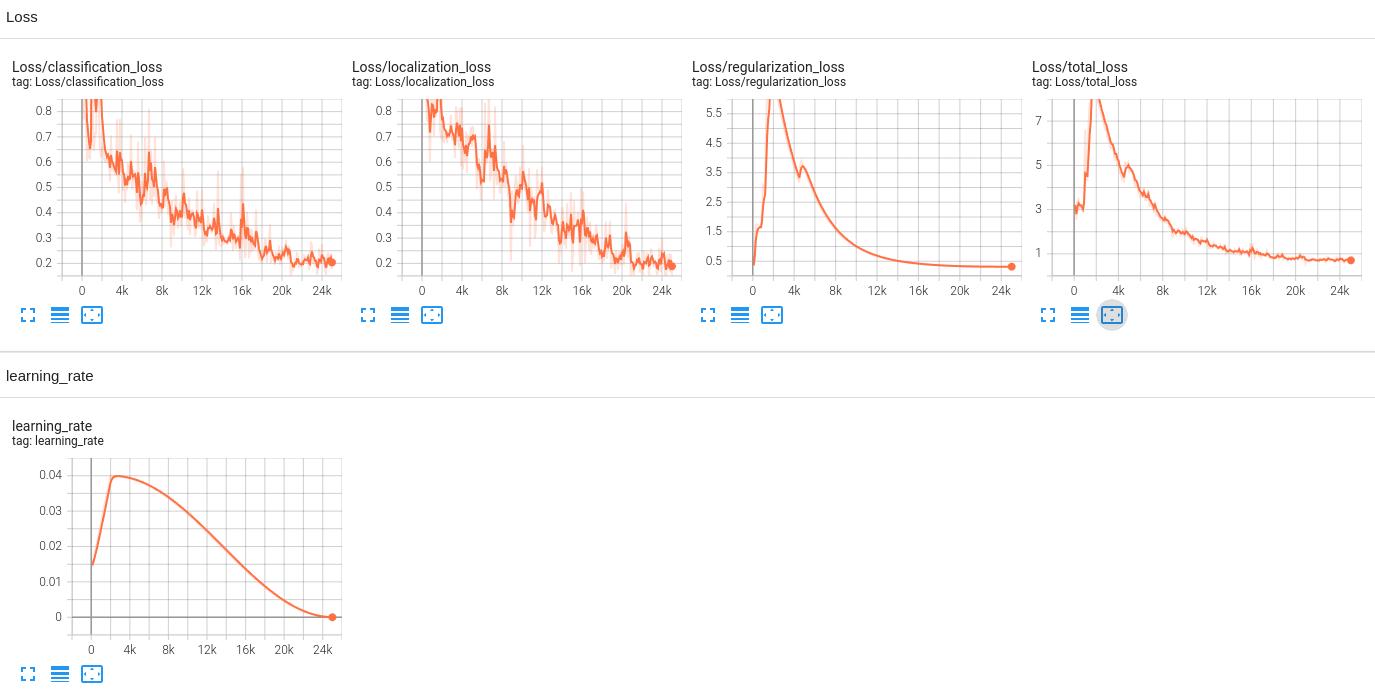 Loss
Loss/classification_loss
tag: Loss/classification_loss
0.8
0.7
0.6
0.5
0.4
0.3
0.2
0 4k 8k 12k 16k 20k 24k
Loss/localization_loss
tag: Loss/localization_loss
0.8
0.7
0.6
0.5
0.4
0.3
0.2
0 4k 8k 12k 16k 20k 24k
Loss/regularization_loss
tag: Loss/regularization_loss
5.5
4.5
3.5
2.5
1.5
0.5
0 4k 8k 12k 16k 20k 24k
Loss/total_loss
tag: Loss/total_loss
7
5
3
1
0 4k 8k 12k 16k 20k 24k
learning_rate
learning_rate
tag: learning_rate
0.04
0.03
0.02
0.01
0
0 4k 8k 12k 16k 20k 24k